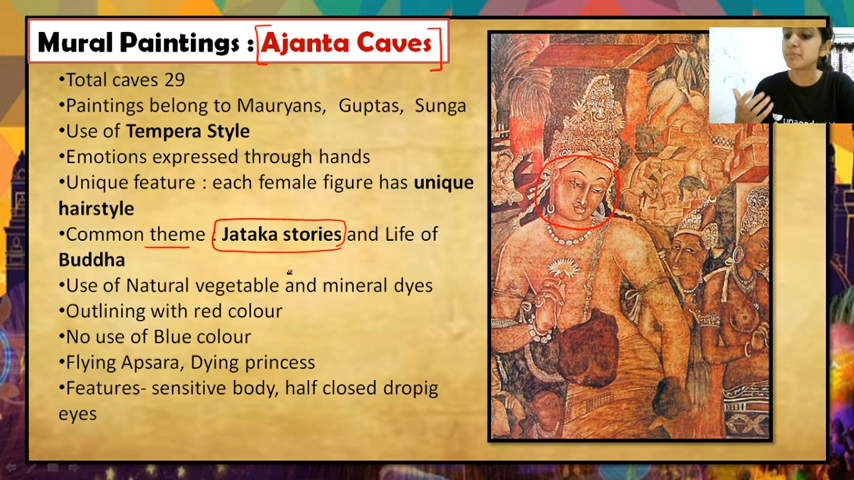 Mural Paintings : Ajanta Caves
•Total caves 29
•Paintings belong to Mauryans, Guptas, Sunga
•Use of Tempera Style
•Emotions expressed through hands
•Unique feature : each female figure has unique
hairstyle
•Common theme : Jataka stories and Life of
Buddha
•Use of Natural vegetable and mineral dyes
•Outlining with red colour
•No use of Blue colour
•Flying Apsara, Dying princess
•Features- sensitive body, half closed dropig
eyes